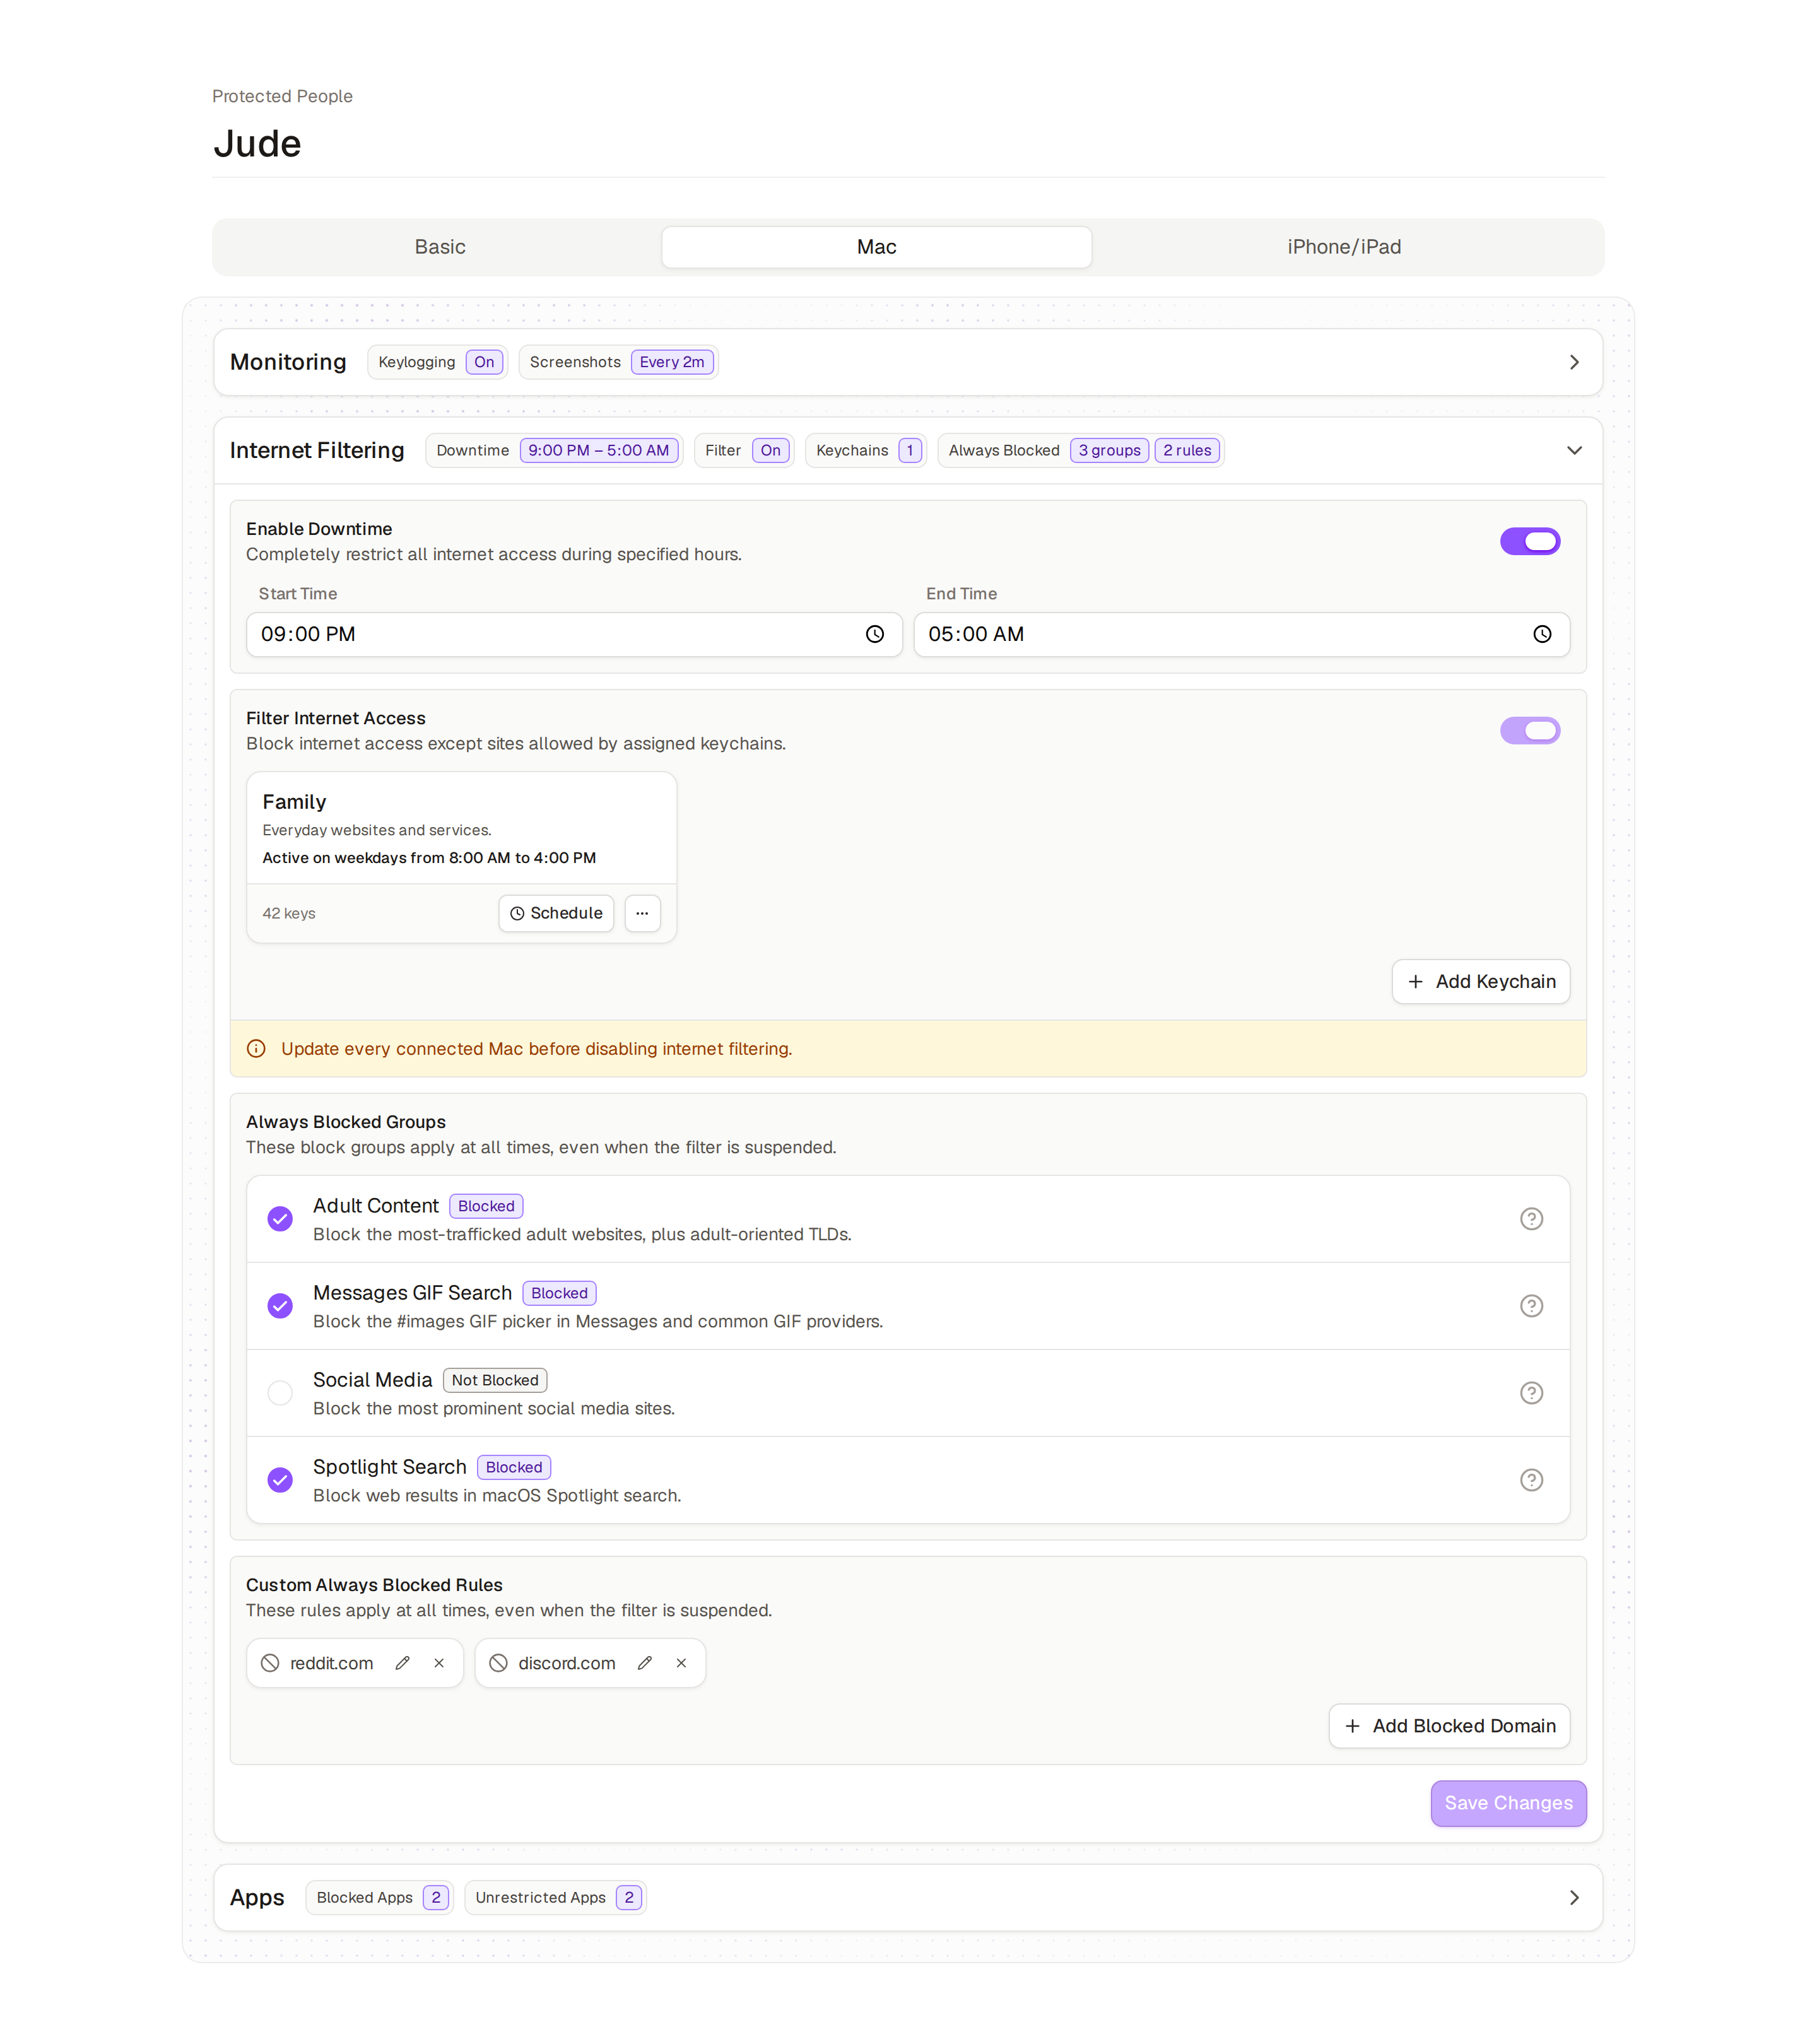 Protected People
Jude
Basic
Mac
iPhone/iPad
Monitoring Keylogging On Screenshots Every 2m
Internet Filtering Downtime 9:00 PM – 5:00 AM Filter On Keychains 1 Always Blocked 3 groups 2 rules
Enable Downtime
Completely restrict all internet access during specified hours.
Start Time
End Time
09:00 PM
05:00 AM
Filter Internet Access
Block internet access except sites allowed by assigned keychains.
Family
Everyday websites and services.
Active on weekdays from 8:00 AM to 4:00 PM
42 keys
Schedule
Add Keychain
Update every connected Mac before disabling internet filtering.
Always Blocked Groups
These block groups apply at all times, even when the filter is suspended.
Adult Content Blocked
Block the most-trafficked adult websites, plus adult-oriented TLDs.
Messages GIF Search Blocked
Block the #images GIF picker in Messages and common GIF providers.
Social Media Not Blocked
Block the most prominent social media sites.
Spotlight Search Blocked
Block web results in macOS Spotlight search.
Custom Always Blocked Rules
These rules apply at all times, even when the filter is suspended.
reddit.com
discord.com
Add Blocked Domain
Save Changes
Apps Blocked Apps 2 Unrestricted Apps 2